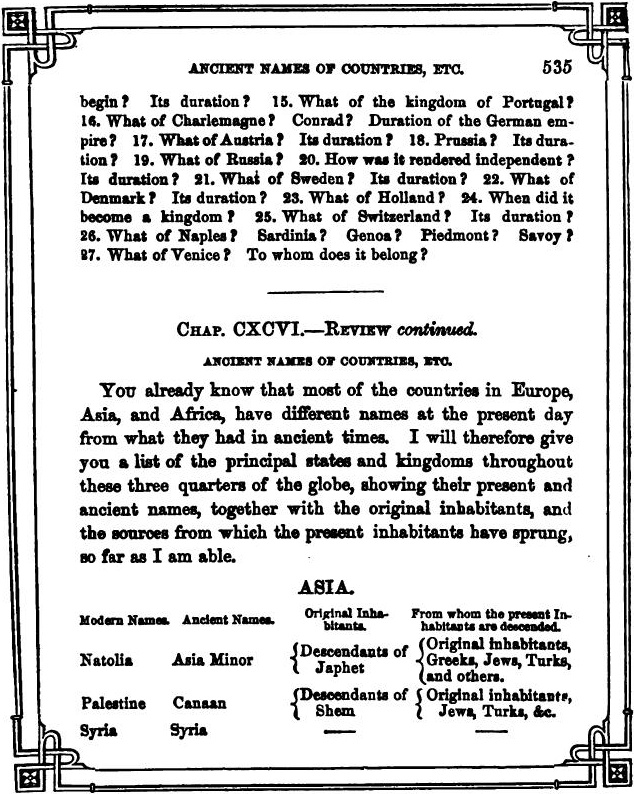 ANCIENT NAMES OF COUNTRIES, ETC. 535
begin? Its duration? 15. What of the kingdom of Portugal?
16. What of Charlemagne? Conrad? Duration of the German em-
pire? 17. What of Austria? Its duration? 18. Prussia? Its dura-
tion? 19. What of Russia? 20. How was it rendered independent?
Its duration? 21. What of Sweden? Its duration? 22. What of
Denmark? Its duration? 23. What of Holland? 24. When did it
become a kingdom? 25. What of Switzerland? Its duration?
26. What of Naples? Sardinia? Genoa? Piedmont? Savoy?
27. What of Venice? To whom does it belong?
CHAP. CXCVI.—REVIEW continued.
ANCIENT NAMES OF COUNTRIES, ETC.
YOU already know that most of the countries in Europe,
Asia, and Africa, have different names at the present day
from what they had in ancient times. I will therefore give
you a list of the principal states and kingdoms throughout
these three quarters of the globe, showing their present and
ancient names, together with the original inhabitants, and
the sources from which the present inhabitants have sprung,
so far as I am able.
ASIA.
Modern Names. Ancient Names. Original Inha- From whom the present In-
bitants. habitants are descended.
Natolia Asia Minor { Descendants of Japhet { Original inhabitants,
Greeks, Jews, Turks,
and others.
Palestine Canaan { Descendants of Shem { Original inhabitants,
Jews, Turks, &c.
Syria Syria — —